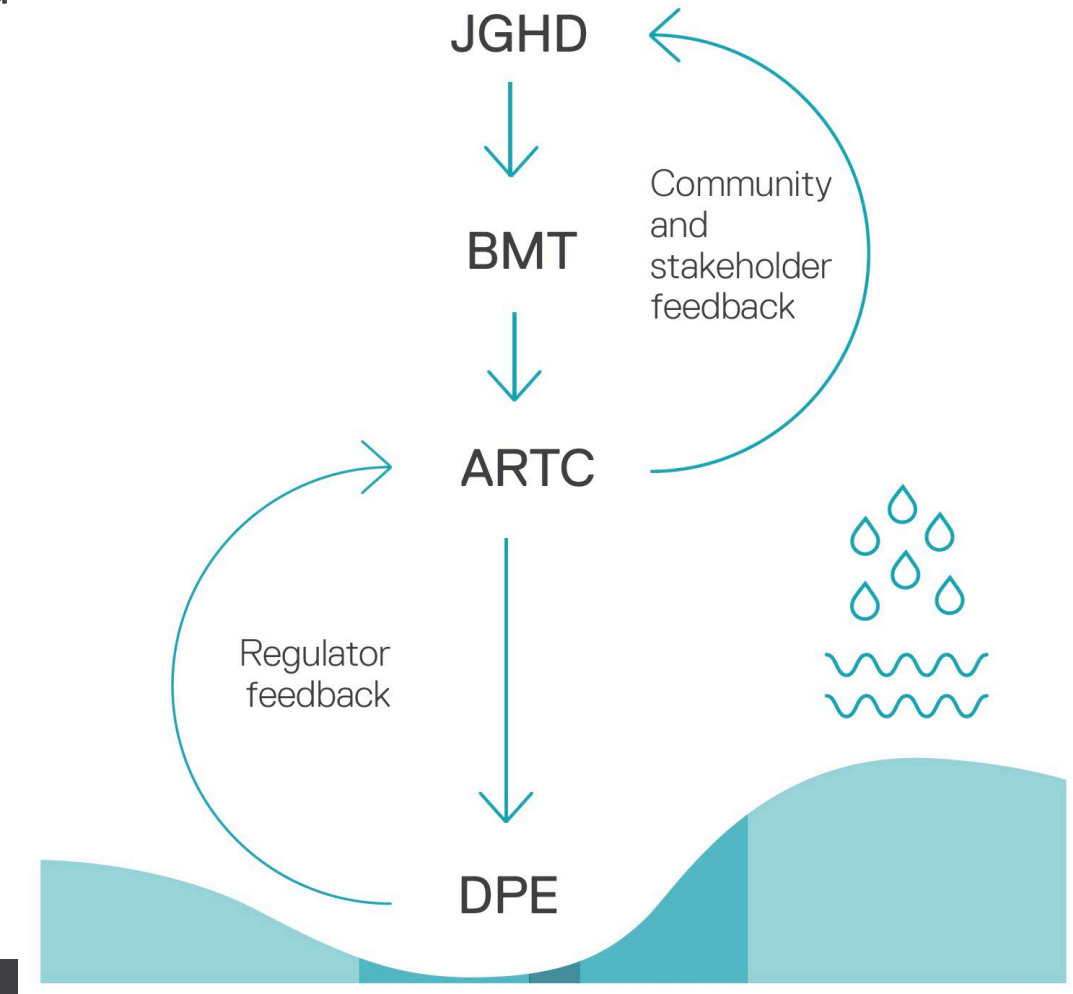 JGHD
Community
and
stakeholder
feedback
BMT
ARTC
Regulator
feedback
DPE